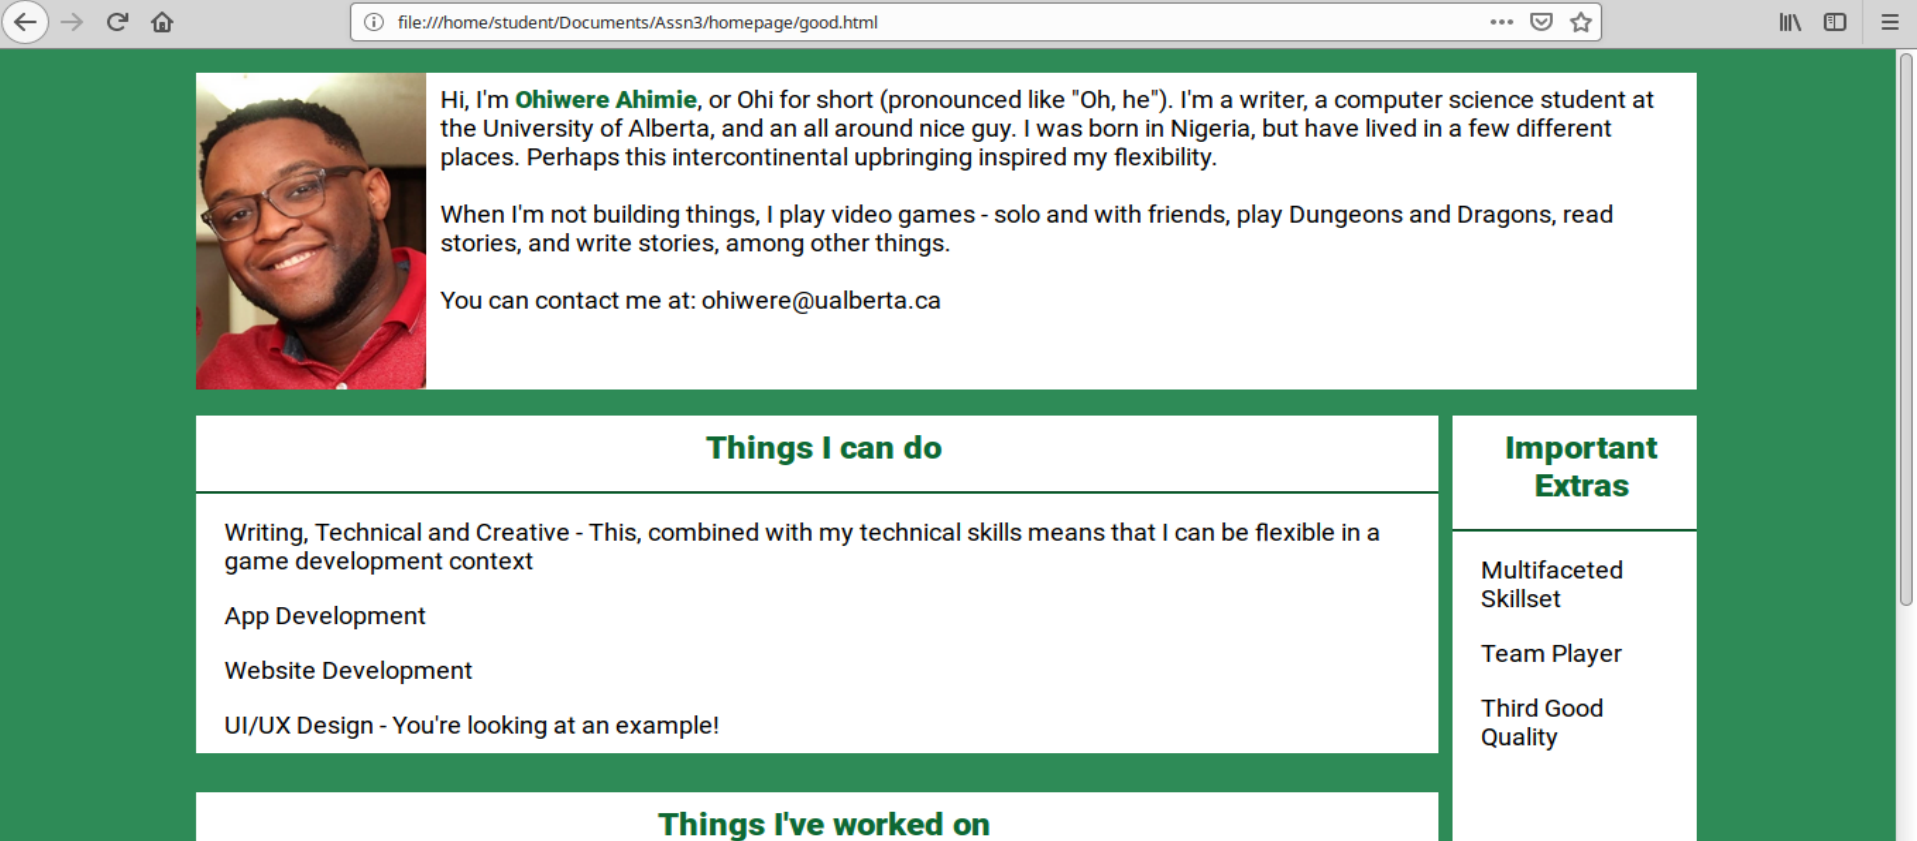 file:///home/student/Documents/Assn3/homepage/good.html
Hi, I'm Ohiwere Ahimie, or Ohi for short (pronounced like "Oh, he"). I'm a writer, a computer science student at
the University of Alberta, and an all around nice guy. I was born in Nigeria, but have lived in a few different
places. Perhaps this intercontinental upbringing inspired my flexibility.
When I'm not building things, I play video games - solo and with friends, play Dungeons and Dragons, read
stories, and write stories, among other things.
You can contact me at: ohiwere@ualberta.ca
Things I can do
Writing, Technical and Creative - This, combined with my technical skills means that I can be flexible in a
game development context
App Development
Website Development
UI/UX Design - You're looking at an example!
Important
Extras
Multifaceted
Skillset
Team Player
Third Good
Quality
Things I've worked on